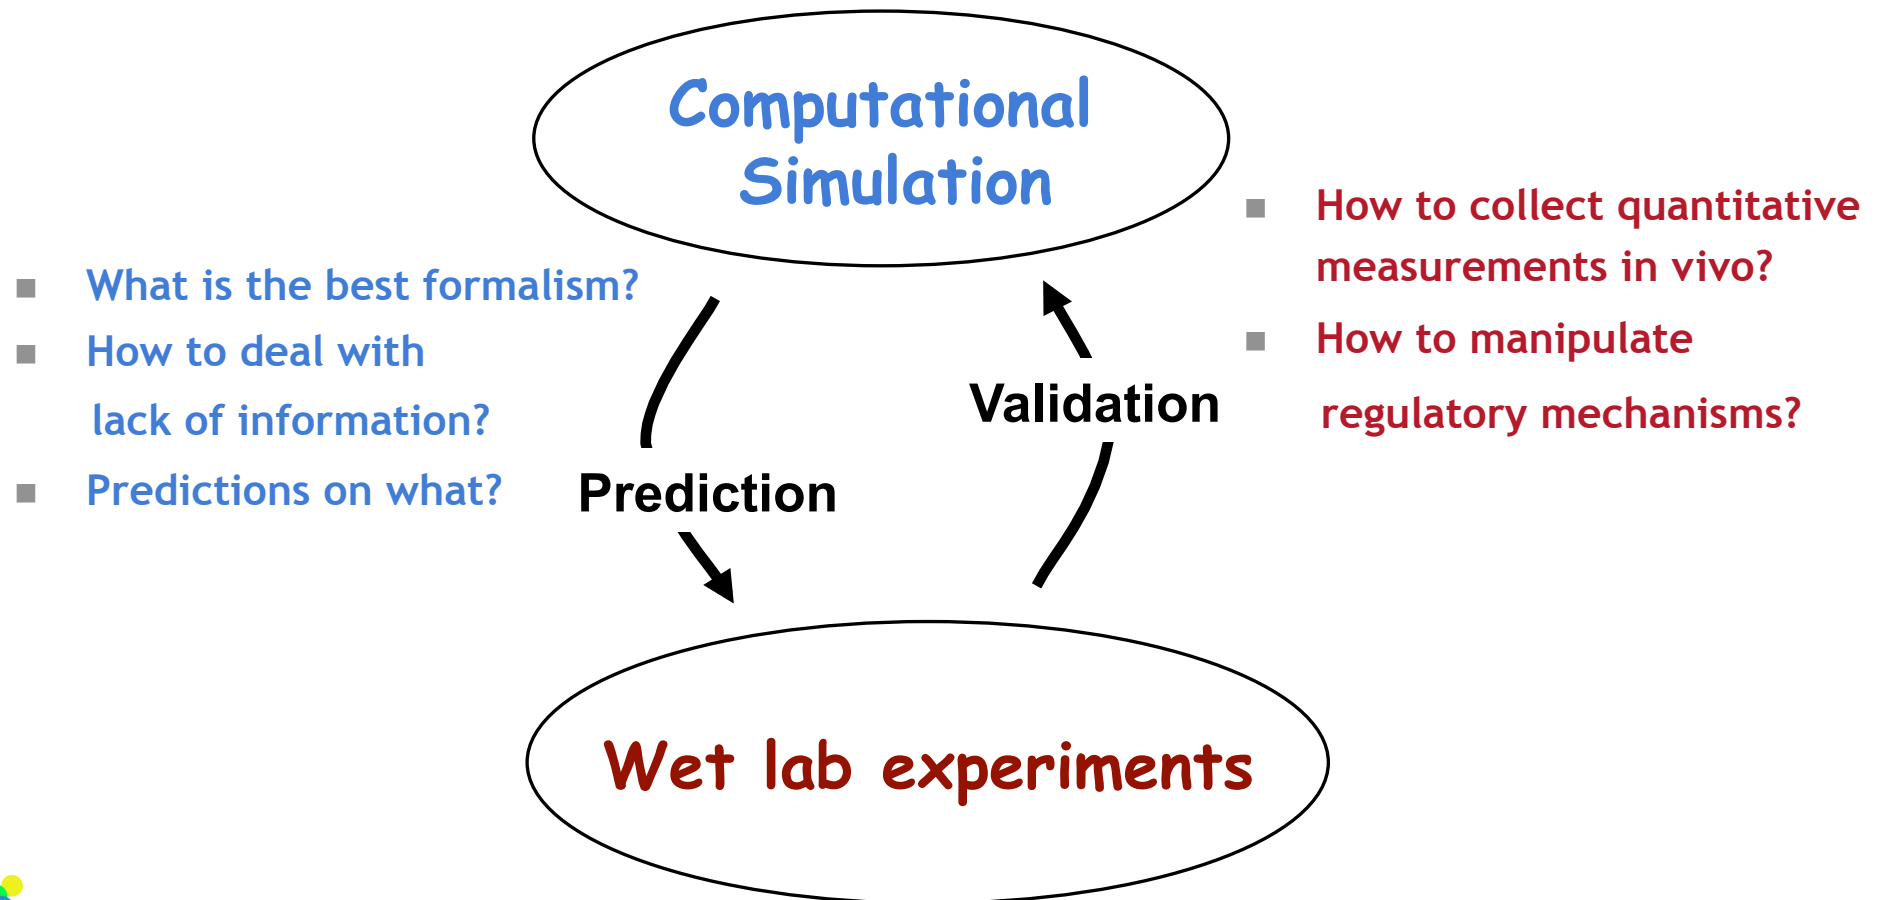 Computational
Simulation
What is the best formalism?
How to deal with
lack of information?
Predictions on what?
Prediction
Validation
How to collect quantitative
measurements in vivo?
How to manipulate
regulatory mechanisms?
Wet lab experiments